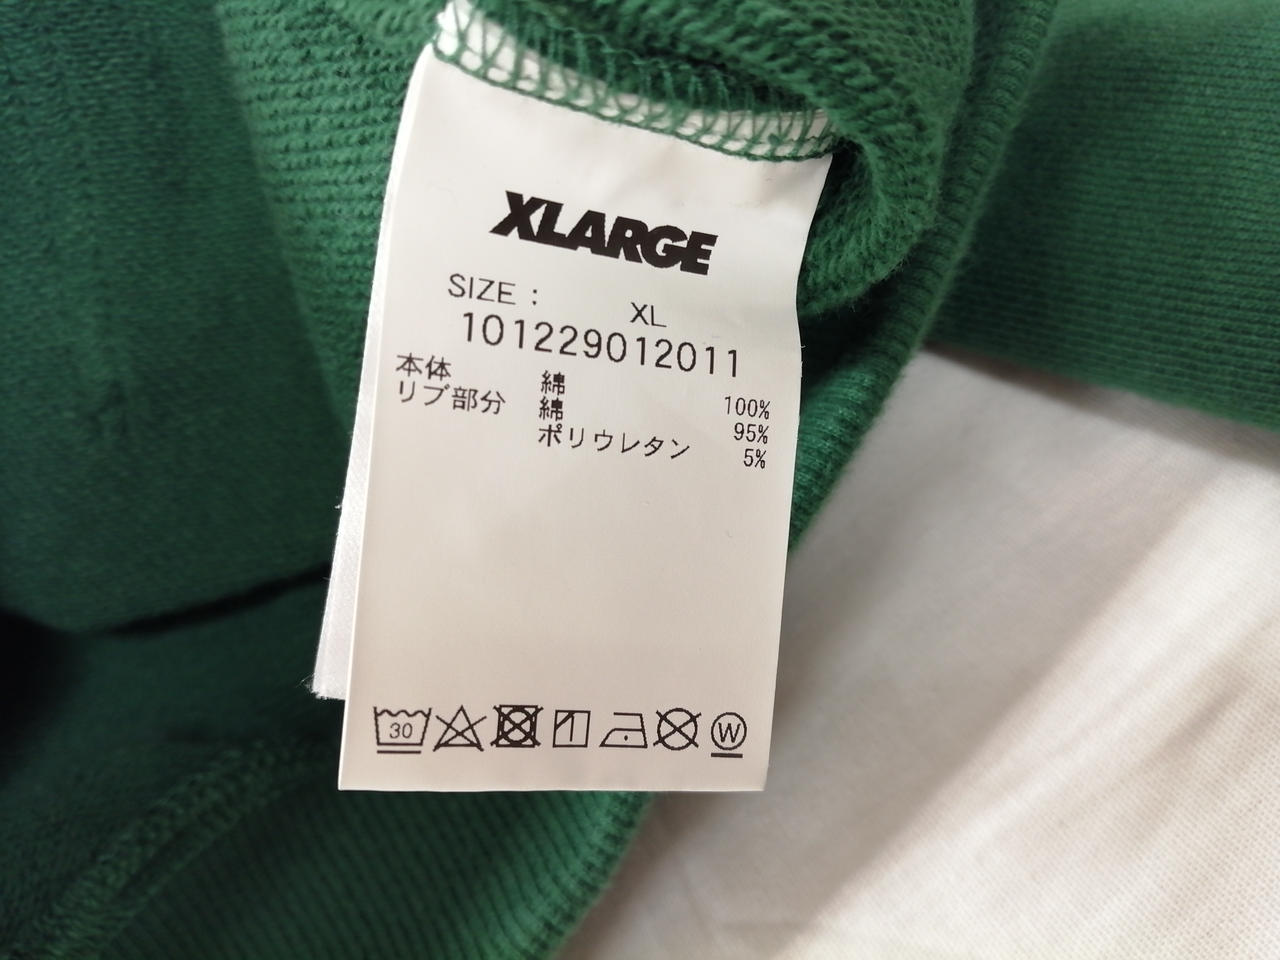 XLARGE
SIZE : XL
101229012011
本体 綿 100%
リブ部分 綿 95%
ポリウレタン 5%
30 W